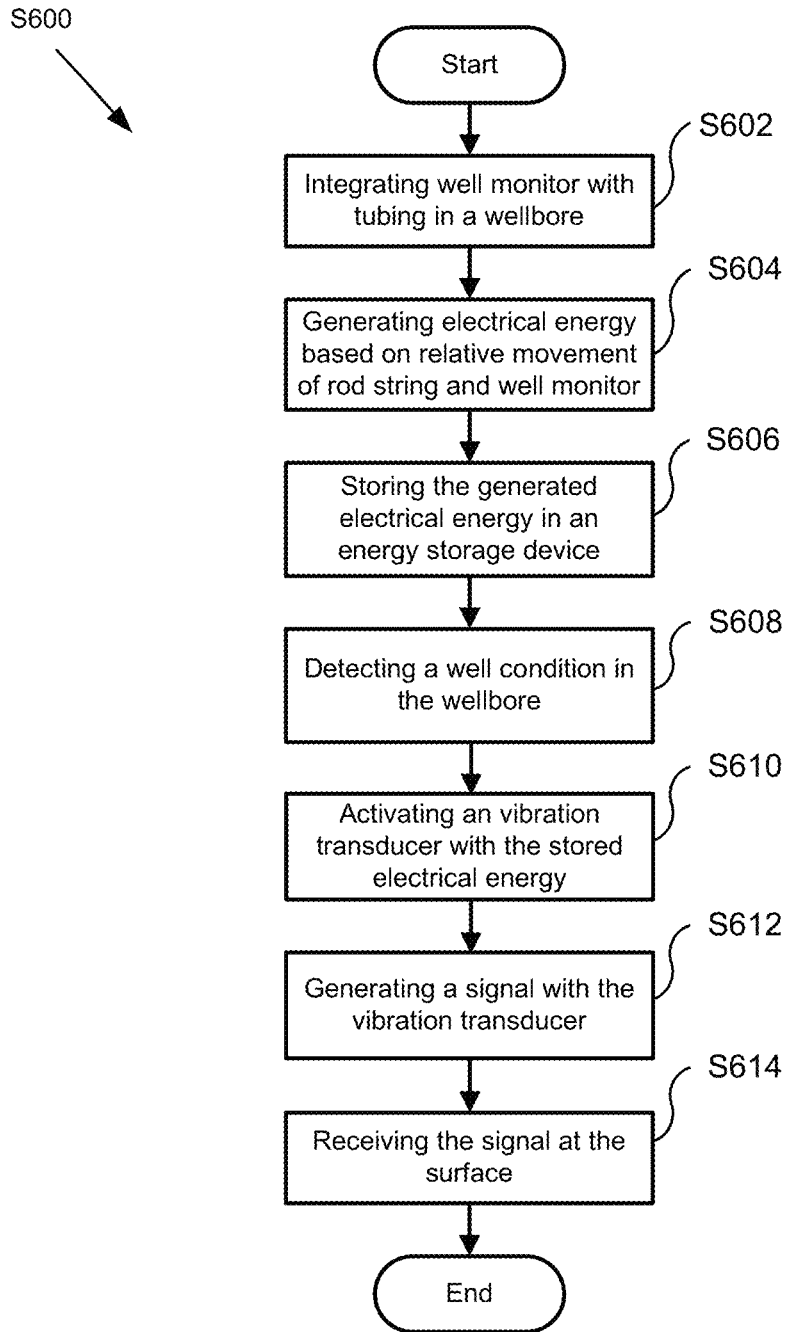 S600
Start
S602
Integrating well monitor with
tubing in a wellbore
S604
Generating electrical energy
based on relative movement
of rod string and well monitor
S606
Storing the generated
electrical energy in an
energy storage device
S608
Detecting a well condition in
the wellbore
S610
Activating an vibration
transducer with the stored
electrical energy
S612
Generating a signal with the
vibration transducer
S614
Receiving the signal at the
surface
End